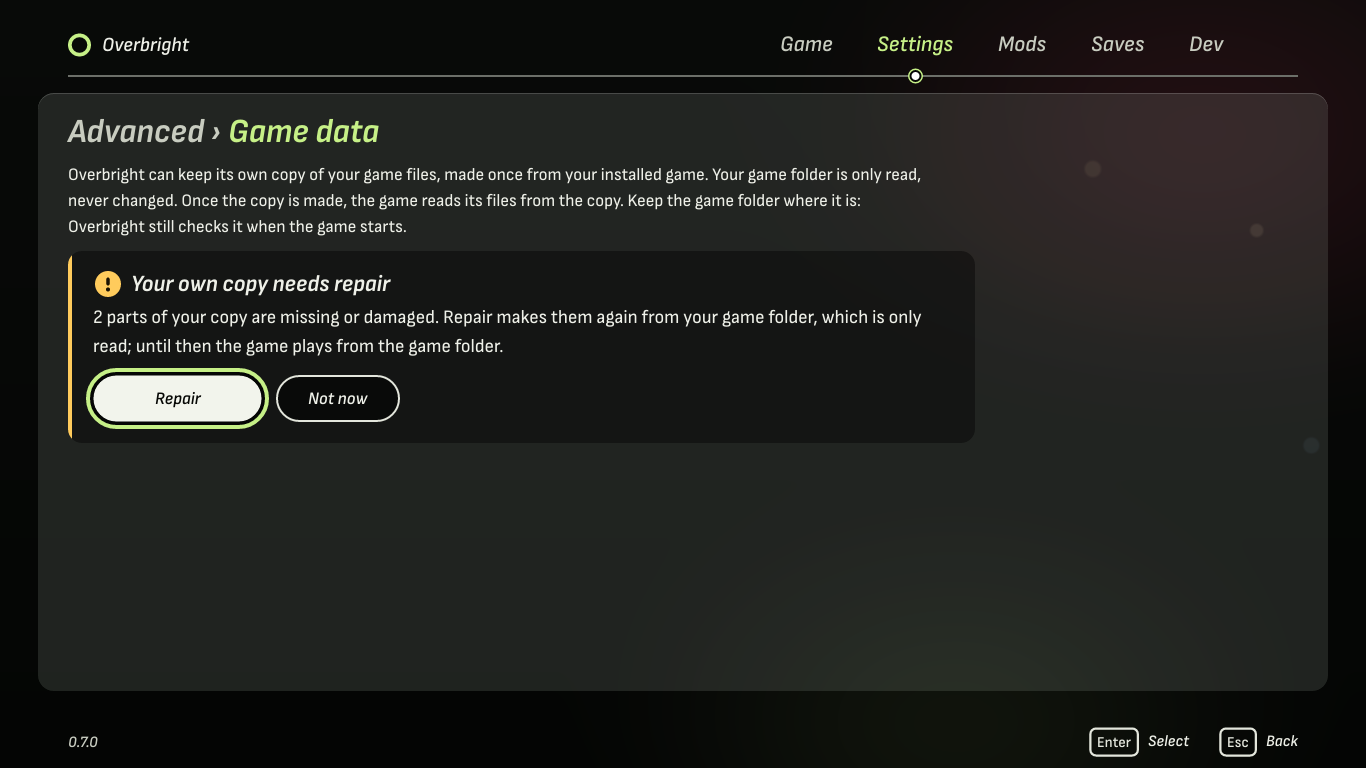 Overbright
Game Settings Mods Saves Dev
Advanced › Game data
Overbright can keep its own copy of your game files, made once from your installed game. Your game folder is only read,
never changed. Once the copy is made, the game reads its files from the copy. Keep the game folder where it is:
Overbright still checks it when the game starts.
Your own copy needs repair
2 parts of your copy are missing or damaged. Repair makes them again from your game folder, which is only
read; until then the game plays from the game folder.
Repair Not now
0.7.0 Enter Select Esc Back